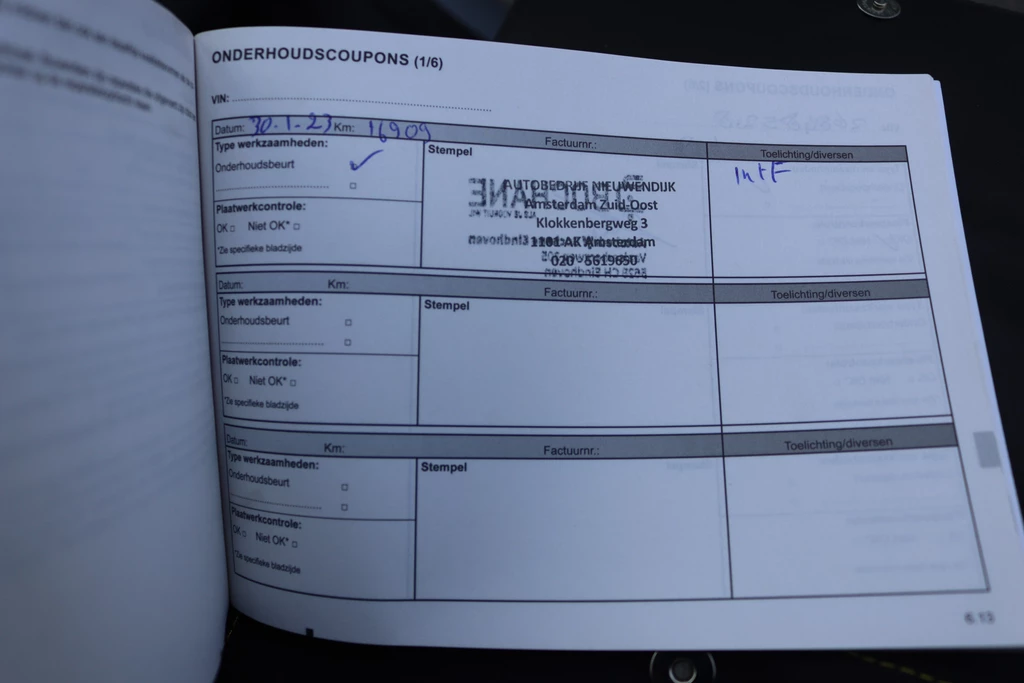 ONDERHOUDSCOUPONS (1/6)
VIN:
Datum: 30-1-23 Km: 16909 Factuurnr.: Toelichting/diversen
Type werkzaamheden:
Onderhoudsbeurt
Plaatwerkcontrole:
OK Niet OK*
*Zie specifieke bladzijde
Stempel
AUTOBEDRIJF NIEUWENDIJK
Amsterdam Zuid-Oost
Klokkenbergweg 3
1101 AK Amsterdam
020 - 5619650
Datum: Km: Factuurnr.: Toelichting/diversen
Type werkzaamheden:
Onderhoudsbeurt
Plaatwerkcontrole:
OK Niet OK*
*Zie specifieke bladzijde
Stempel
Datum: Km: Factuurnr.: Toelichting/diversen
Type werkzaamheden:
Onderhoudsbeurt
Plaatwerkcontrole:
OK Niet OK*
*Zie specifieke bladzijde
Stempel
6.13